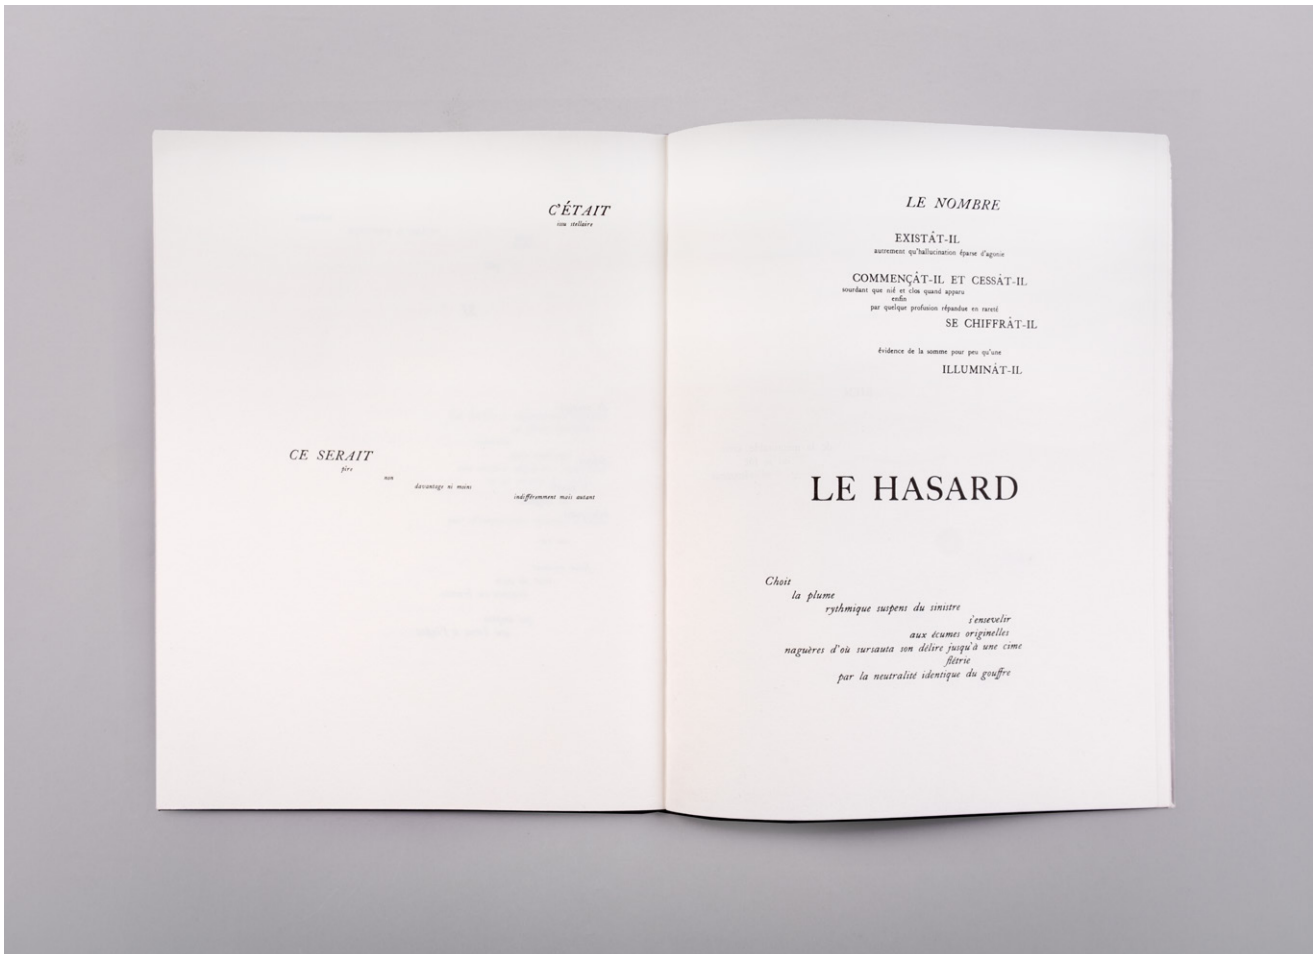 C'ÉTAIT
issu stellaire
CE SERAIT
pire
non
davantage ni moins
indifféremment mais autant
LE NOMBRE
EXISTÂT-IL
autrement qu'hallucination éparse d'agonie
COMMENÇÂT-IL ET CESSÂT-IL
sourdant que nié et clos quand apparu
enfin
par quelque profusion répandue en rareté
SE CHIFFRÂT-IL
évidence de la somme pour peu qu'une
ILLUMINÂT-IL
LE HASARD
Choit
la plume
rythmique suspens du sinistre
s'ensevelir
aux écumes originelles
naguères d'où sursauta son délire jusqu'à une cime
flétrie
par la neutralité identique du gouffre